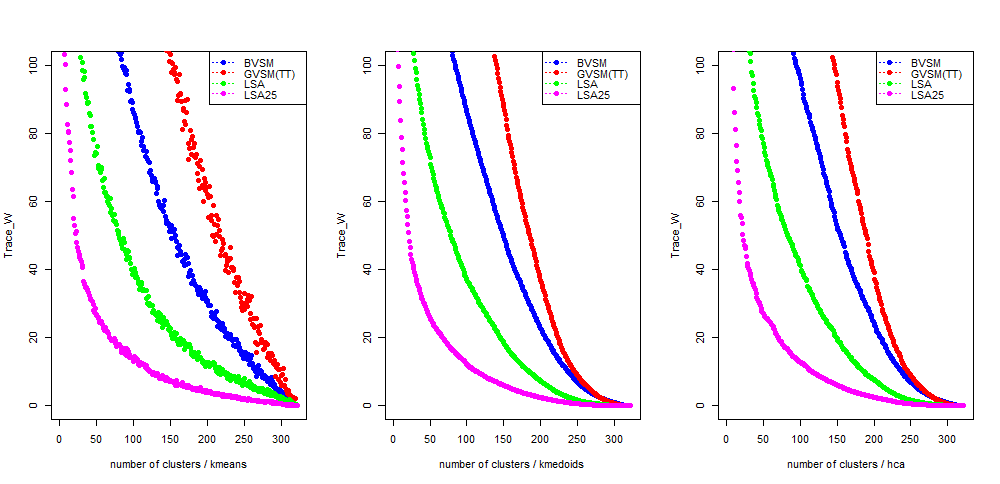 Trace_W
100
80
60
40
20
0
BVSM
GVSM(TT)
LSA
LSA25
0 50 100 150 200 250 300
number of clusters / kmeans
Trace_W
100
80
60
40
20
0
BVSM
GVSM(TT)
LSA
LSA25
0 50 100 150 200 250 300
number of clusters / kmedoids
Trace_W
100
80
60
40
20
0
BVSM
GVSM(TT)
LSA
LSA25
0 50 100 150 200 250 300
number of clusters / hca